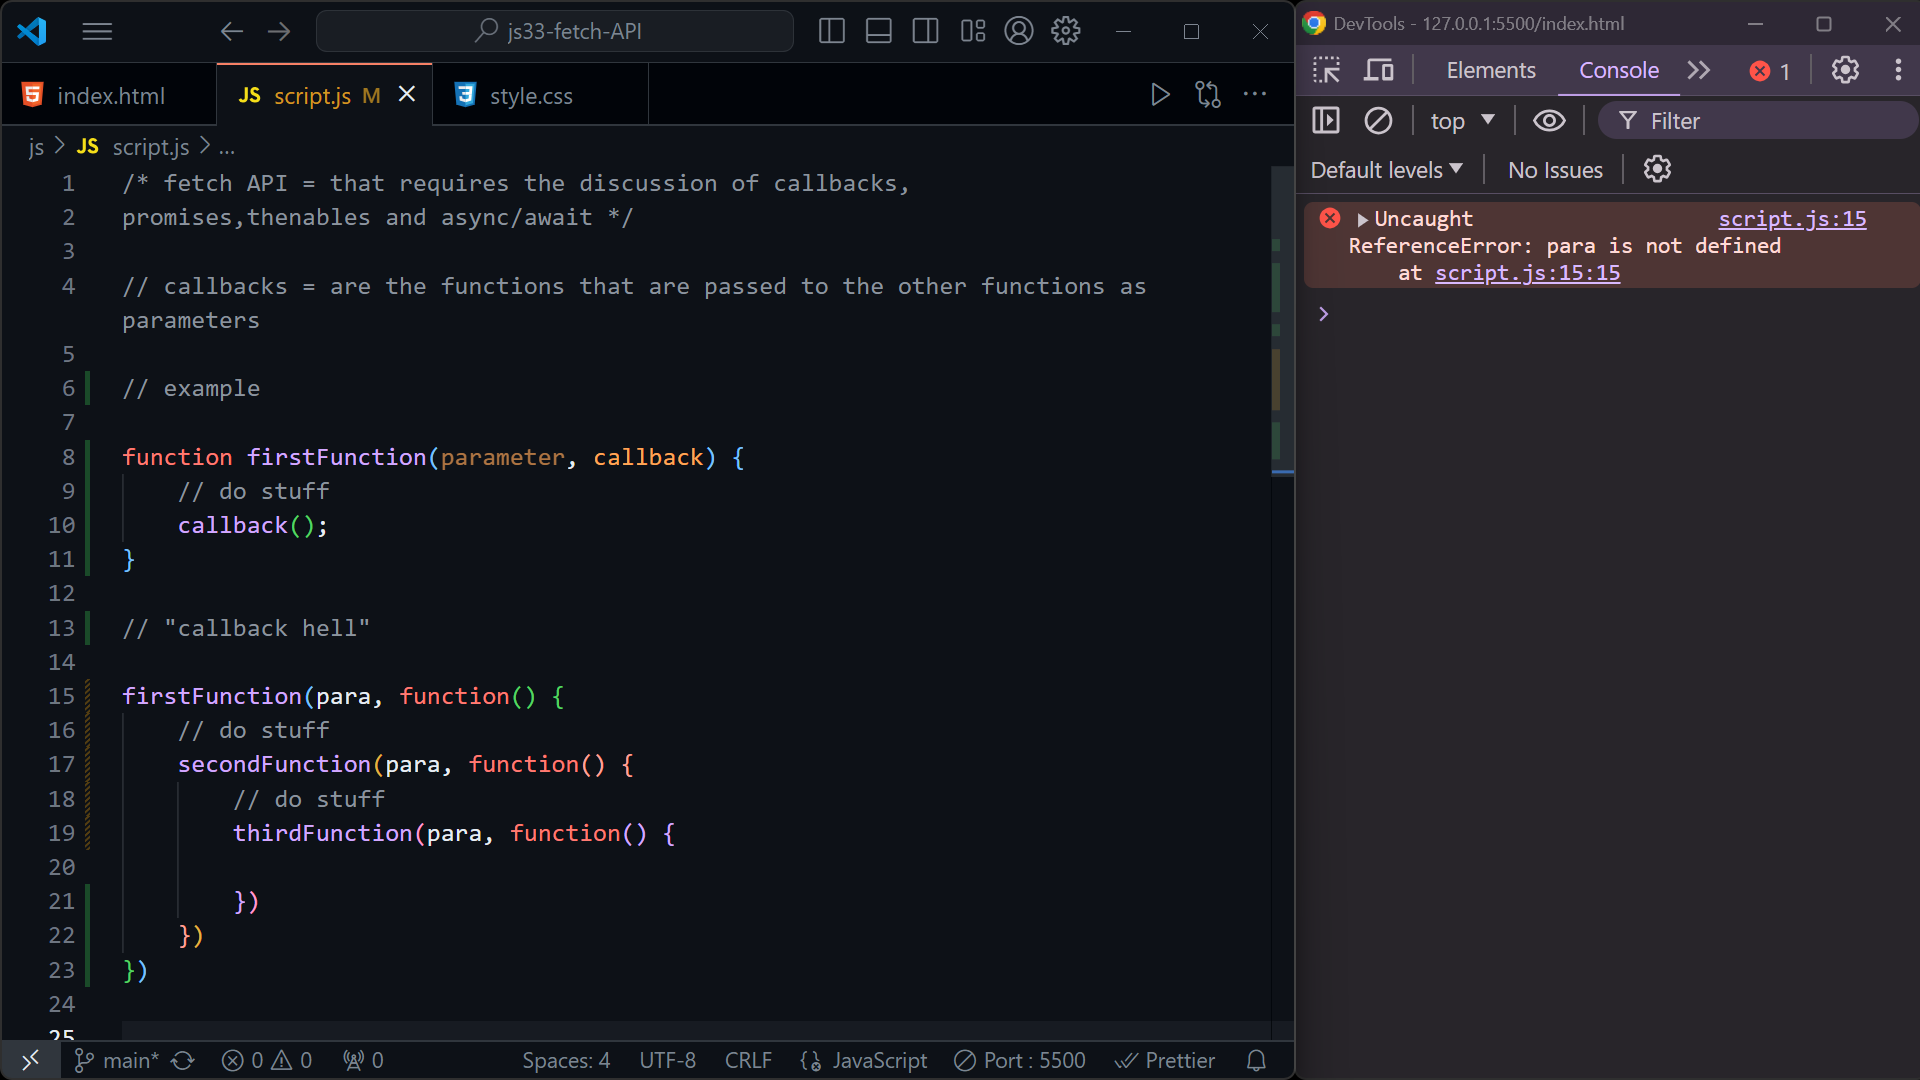 js33-fetch-API
index.html
JS script.js M
style.css
js > JS script.js > ...
1 /* fetch API = that requires the discussion of callbacks,
2 promises,thenables and async/await */
3
4 // callbacks = are the functions that are passed to the other functions as
parameters
5
6 // example
7
8 function firstFunction(parameter, callback) {
9 // do stuff
10 callback();
11 }
12
13 // "callback hell"
14
15 firstFunction(para, function() {
16 // do stuff
17 secondFunction(para, function() {
18 // do stuff
19 thirdFunction(para, function() {
20
21 })
22 })
23 })
24
25
main* 0 0 0 Spaces: 4 UTF-8 CRLF JavaScript Port : 5500 Prettier
DevTools - 127.0.0.1:5500/index.html
Elements Console 1
top Filter
Default levels No Issues
Uncaught script.js:15
ReferenceError: para is not defined
at script.js:15:15